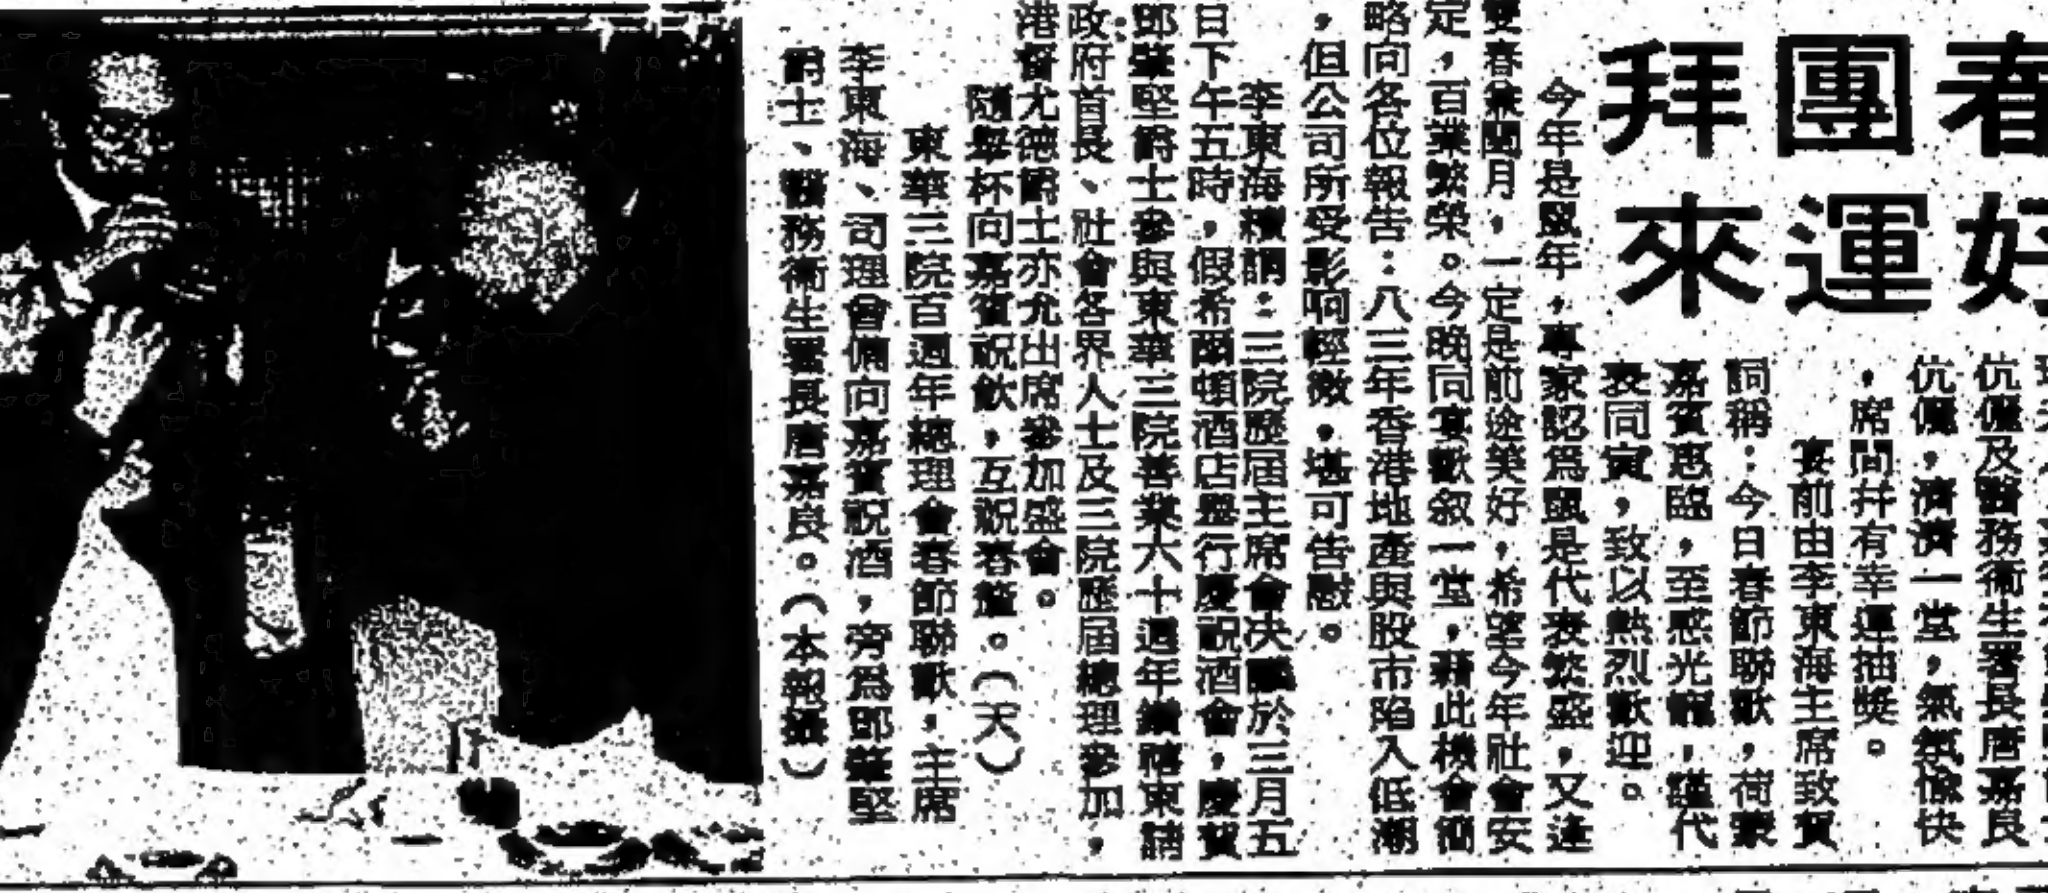 春團拜
好運來
伉儷及醫務衛生署長唐嘉良
伉儷，濟濟一堂，氣氛愉快
，席間幷有幸運抽獎。
宴前由李東海主席致賀
詞稱：今日春節聯歡，荷蒙
嘉賓惠臨，至感光寵，謹代
表同寅，致以熱烈歡迎。
今年是鼠年，專家認爲鼠是代表繁盛，又逢
雙春兼閏月，一定是前途美好，希望今年社會安
定，百業繁榮。今晚同宴歡叙一堂，藉此機會簡
略向各位報告：八三年香港地產與股市陷入低潮
，但公司所受影响輕微，堪可告慰。
李東海續謂：三院歷屆主席會決議於三月五
日下午五時，假希爾頓酒店舉行慶祝酒會，慶賀
鄧肇堅爵士參與東華三院善業六十週年
政府首長、社會各界人士及三院歷屆總理參加，
港督尤德爵士亦允出席參加盛會。
隨舉杯向嘉賓祝飲，互祝春釐。（天）
東華三院百週年總理會春節聯歡，主席
李東海、司理曾 向嘉賓祝酒，旁爲鄧肇堅
爵士、醫務衛生署長唐嘉良。（本報攝）